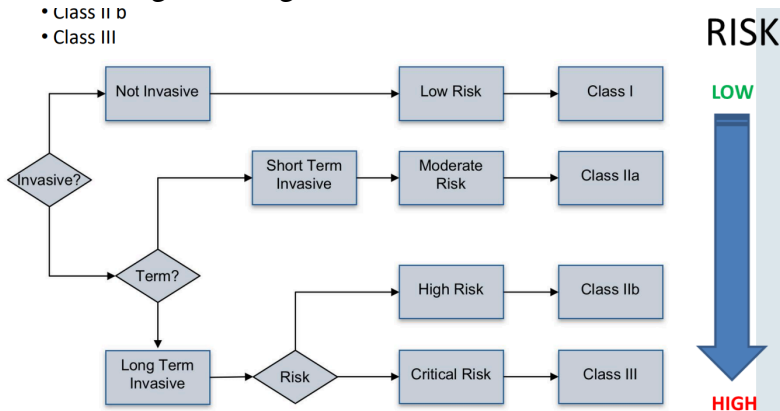 • Class II b
• Class III
RISK
Not Invasive
Low Risk
Class I
LOW
Invasive?
Short Term
Invasive
Moderate
Risk
Class IIa
Term?
High Risk
Class IIb
Long Term
Invasive
Risk
Critical Risk
Class III
HIGH